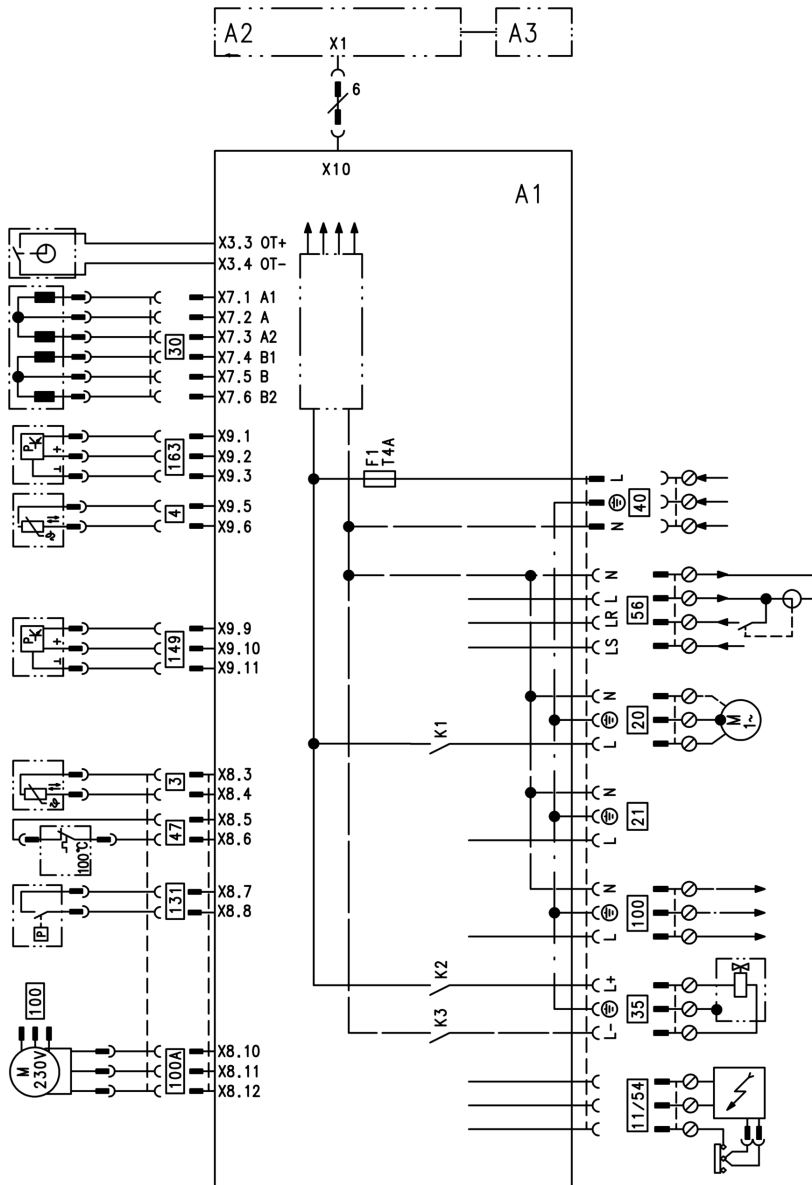 A2
X1
A3
6
X10
A1
X3.3 OT+
X3.4 OT-
X7.1 A1
X7.2 A
X7.3 A2
X7.4 B1
X7.5 B
X7.6 B2
30
X9.1
X9.2
X9.3
163
P
+
⊥
F1
T4A
L
N
40
X9.5
X9.6
4
ϑ
N
L
LR
LS
56
X9.9
X9.10
X9.11
149
P
+
⊥
N
L
20
M
1~
K1
X8.3
X8.4
3
ϑ
X8.5
X8.6
47
100°C
N
L
21
X8.7
X8.8
131
P
N
L
100
K2
K3
L+
L-
35
100
M
230V
X8.10
X8.11
X8.12
100A
11/54